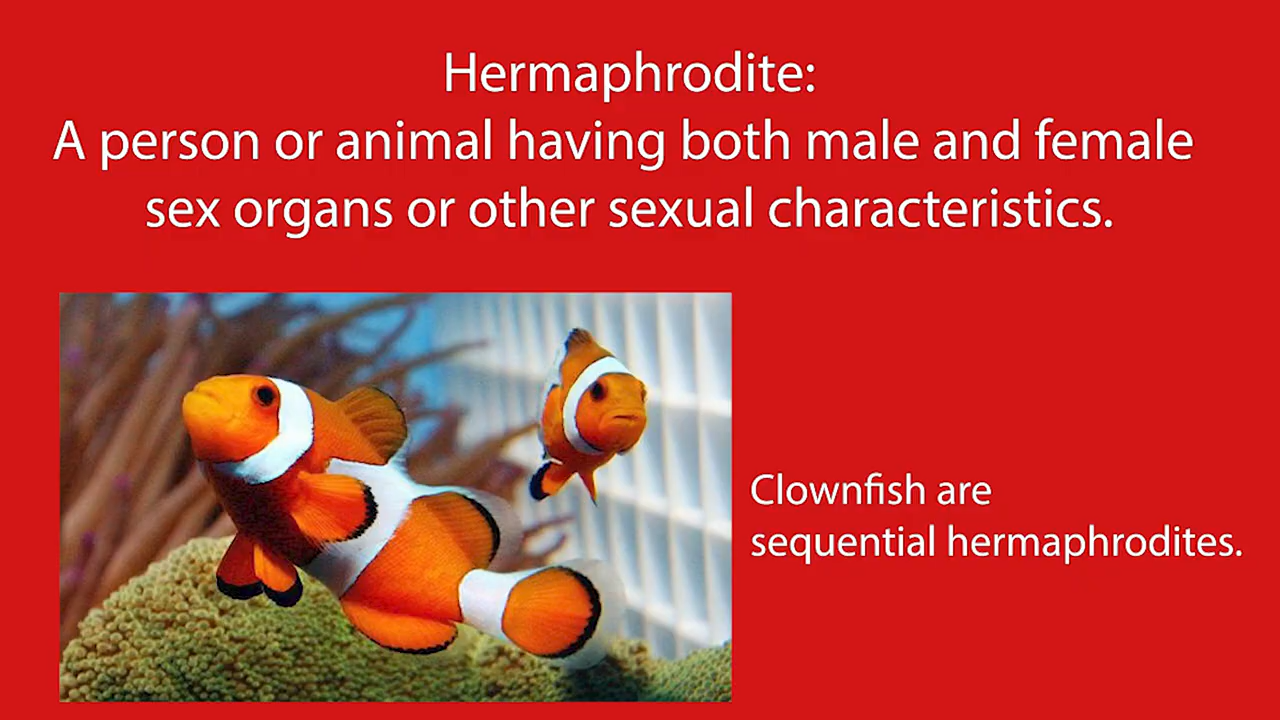 Hermaphrodite:
A person or animal having both male and female
sex organs or other sexual characteristics.
Clownfish are
sequential hermaphrodites.